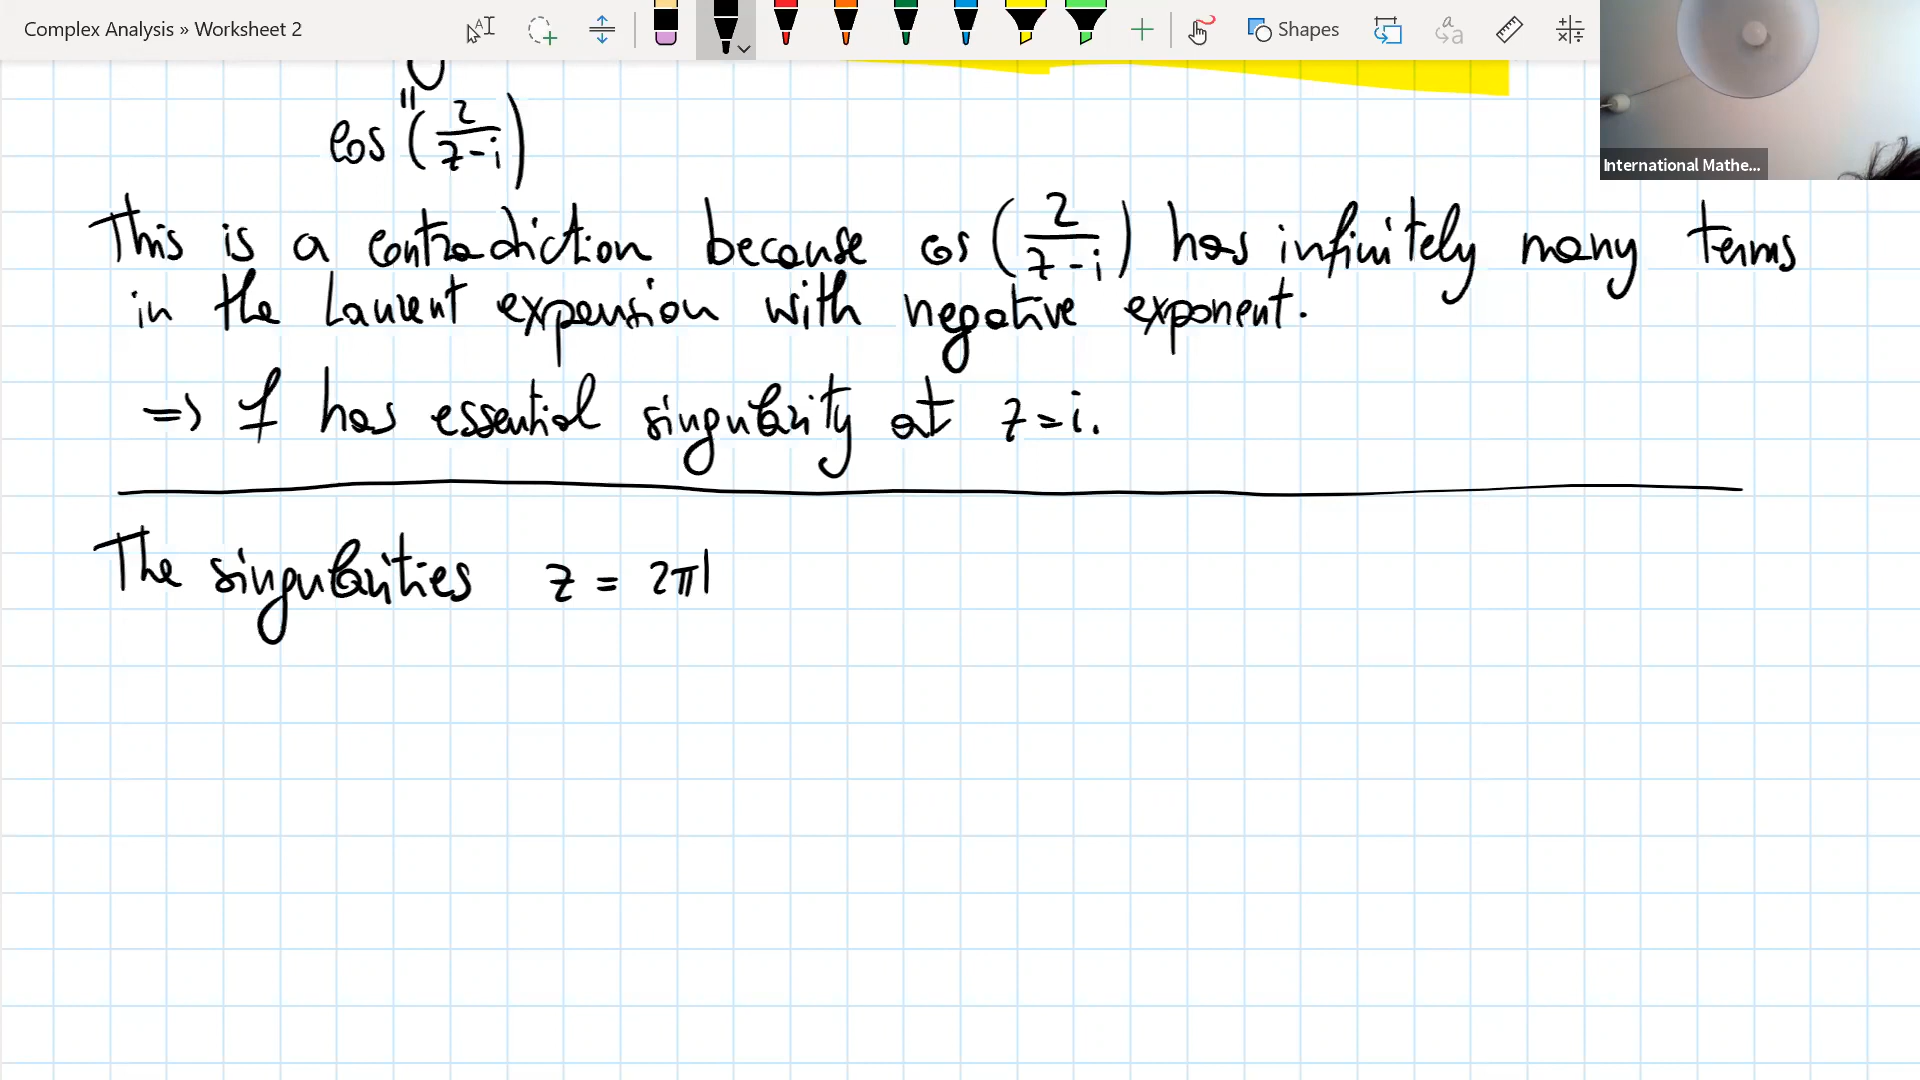 Complex Analysis » Worksheet 2
Shapes
International Mathe...
"
cos (2/(z-i))
This is a contradiction because cos (2/(z-i)) has infinitely many terms
in the Laurent expansion with negative exponent.
=> f has essential singularity at z=i.
The singularities z = 2π